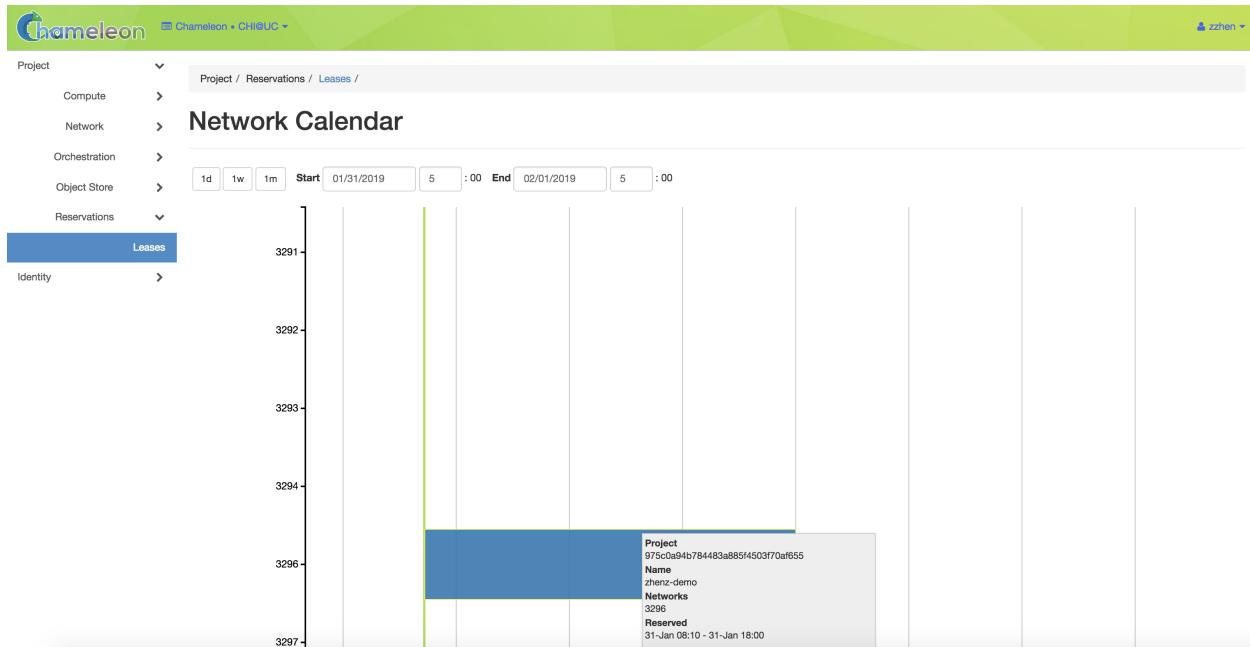 Chameleon
Chameleon • CHI@UC
zzhen
Project
Compute
Network
Orchestration
Object Store
Reservations
Leases
Identity
Project / Reservations / Leases /
Network Calendar
1d 1w 1m Start 01/31/2019 5 : 00 End 02/01/2019 5 : 00
3291
3292
3293
3294
3296
3297
Project
975c0a94b784483a885f4503f70af655
Name
zhenz-demo
Networks
3296
Reserved
31-Jan 08:10 - 31-Jan 18:00